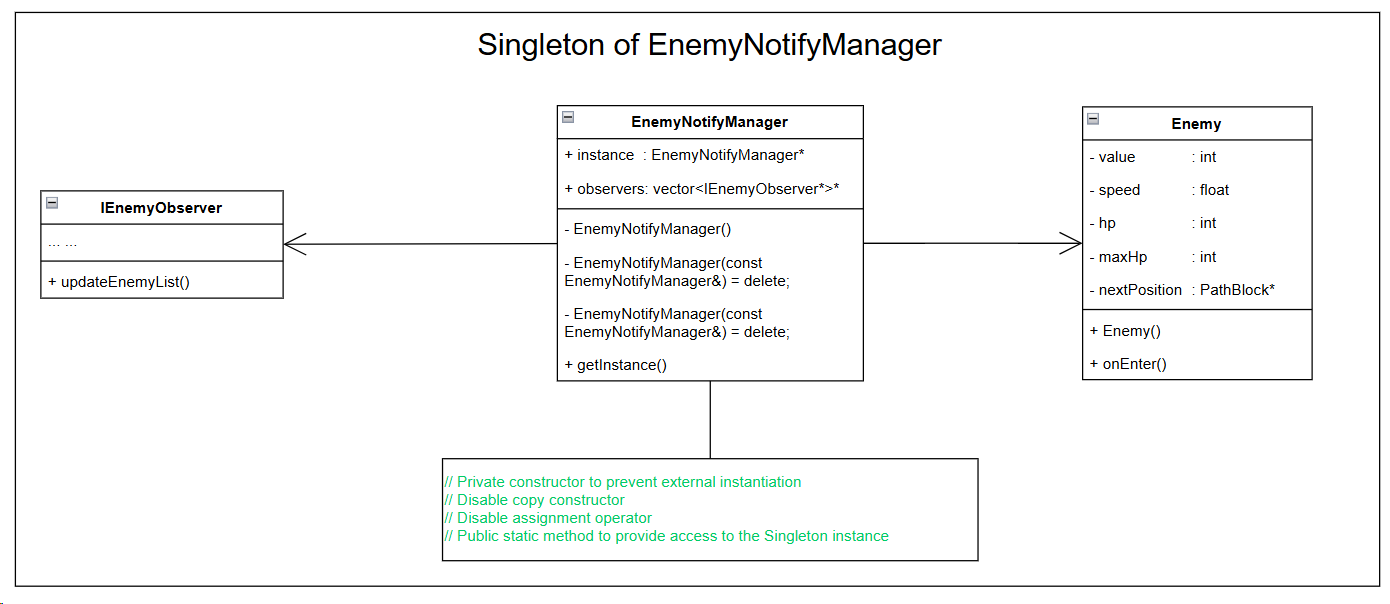 Singleton of EnemyNotifyManager
IEnemyObserver
... ...
+ updateEnemyList()
EnemyNotifyManager
+ instance : EnemyNotifyManager*
+ observers: vector<IEnemyObserver*>*
- EnemyNotifyManager()
- EnemyNotifyManager(const
EnemyNotifyManager&) = delete;
- EnemyNotifyManager(const
EnemyNotifyManager&) = delete;
+ getInstance()
Enemy
- value : int
- speed : float
- hp : int
- maxHp : int
- nextPosition : PathBlock*
+ Enemy()
+ onEnter()
// Private constructor to prevent external instantiation
// Disable copy constructor
// Disable assignment operator
// Public static method to provide access to the Singleton instance